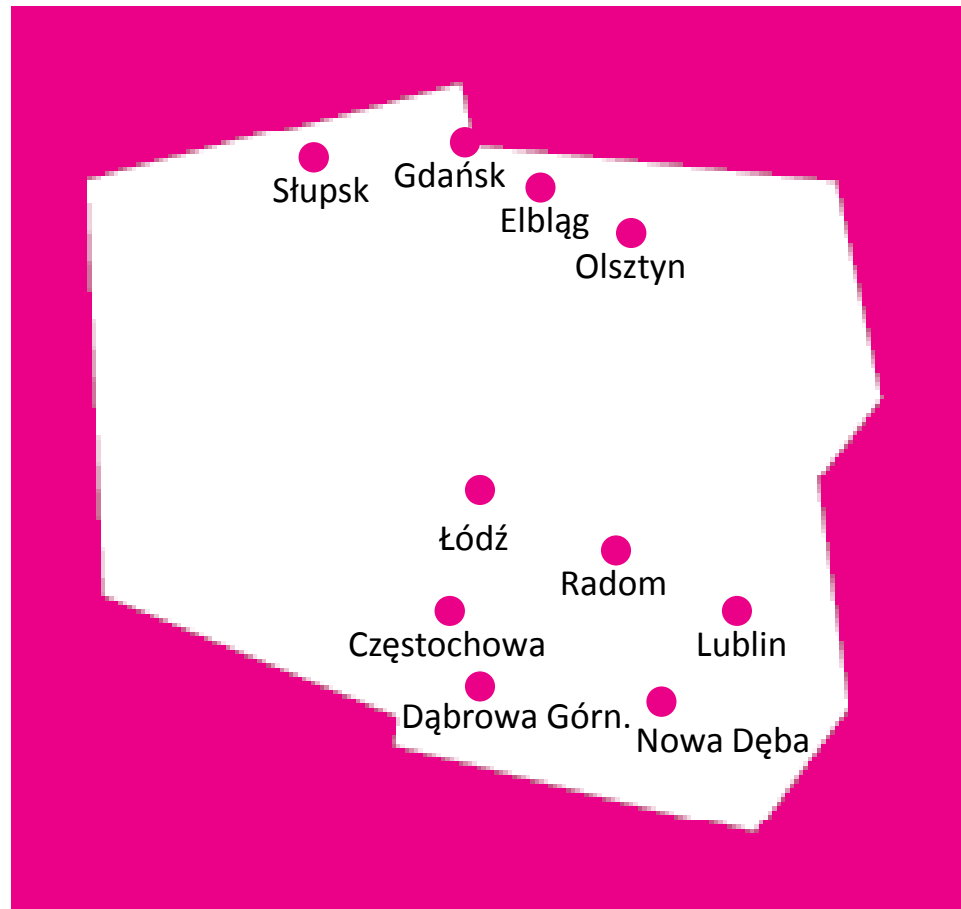 Słupsk
Gdańsk
Elbląg
Olsztyn
Łódź
Radom
Częstochowa
Lublin
Dąbrowa Górn.
Nowa Dęba